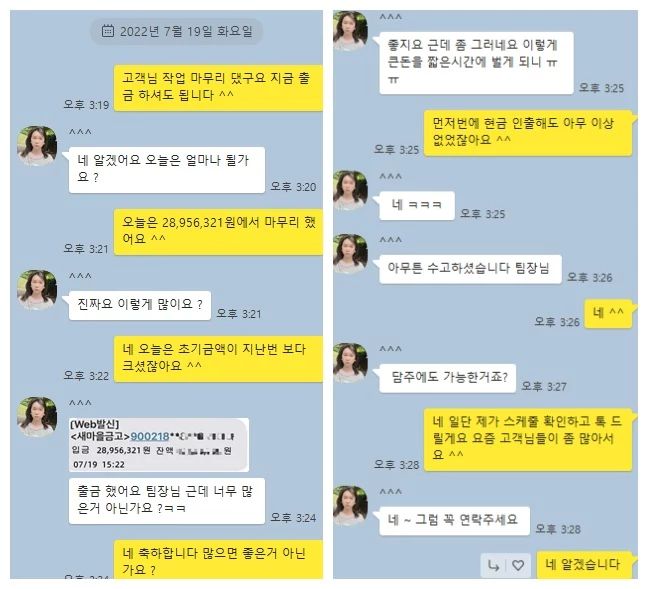 2022년 7월 19일 화요일
고객님 작업 마무리 됐구요 지금 출
금 하셔도 됩니다 ^^
오후 3:19
^^^
네 알겠어요 오늘은 얼마나 될가
요 ?
오후 3:20
오늘은 28,956,321원에서 마무리 했
어요 ^^
오후 3:21
^^^
진짜요 이렇게 많이요 ?
오후 3:21
네 오늘은 초기금액이 지난번 보다
크셨잖아요 ^^
오후 3:22
^^^
[Web발신]
<새마을금고>900218**
입금 28,956,321원 잔액 원
07/19 15:22
출금 했어요 팀장님 근데 너무 많
은거 아닌가요 ?ㅋㅋ
오후 3:24
네 축하합니다 많으면 좋은거 아닌
가요 ?
오후 3:24
^^^
좋지요 근데 좀 그러네요 이렇게
큰돈을 짧은시간에 벌게 되니 ㅠ
ㅠ
오후 3:25
먼저번에 현금 인출해도 아무 이상
없었잖아요 ^^
오후 3:25
^^^
네 ㅋㅋㅋ
오후 3:25
^^^
아무튼 수고하셨습니다 팀장님
오후 3:26
네 ^^
오후 3:26
^^^
담주에도 가능한거죠?
오후 3:27
네 일단 제가 스케줄 확인하고 톡 드
릴게요 요즘 고객님들이 좀 많아서
요 ^^
오후 3:28
^^^
네 ~ 그럼 꼭 연락주세요
오후 3:28
네 알겠습니다